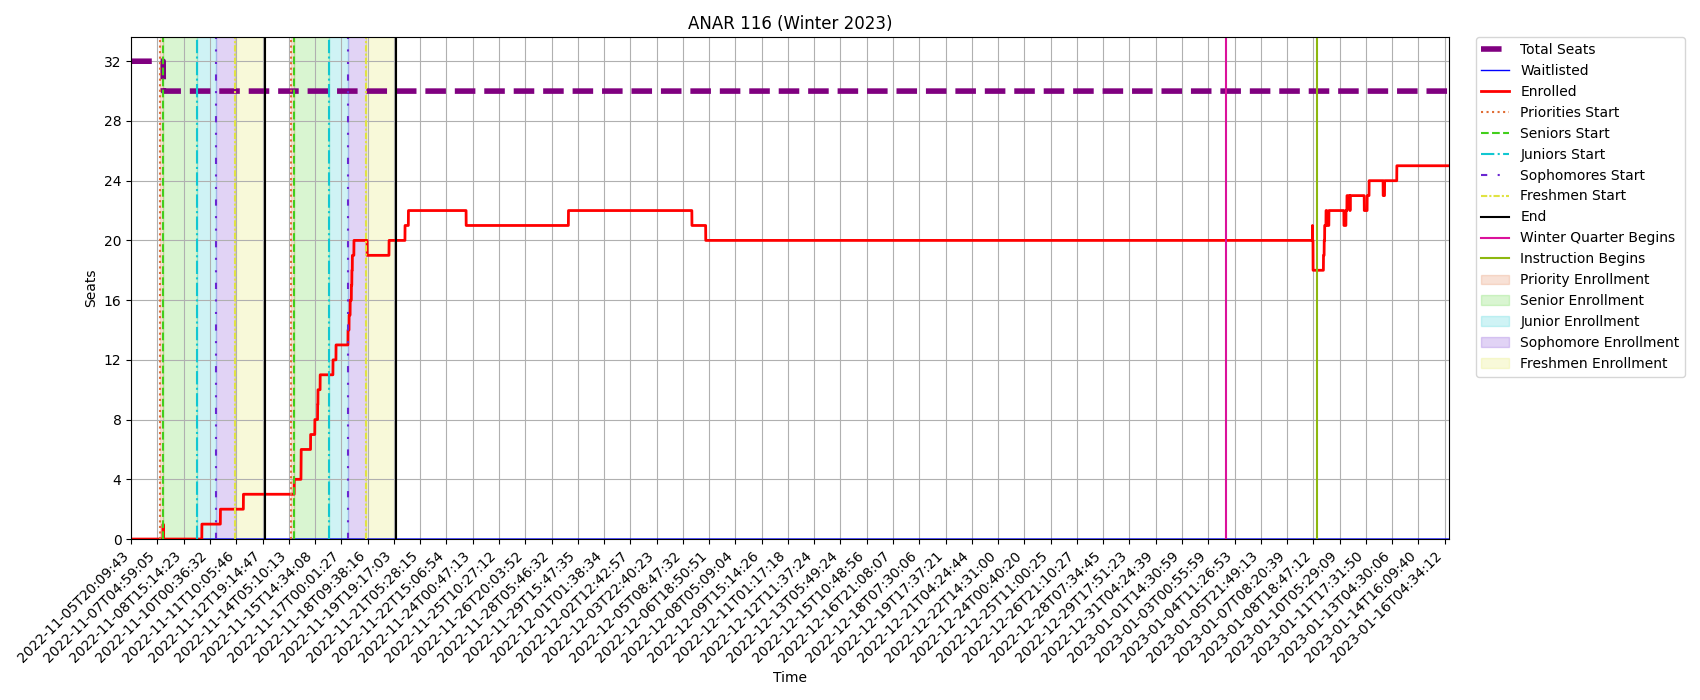 ANAR 116 (Winter 2023)
Seats
32
28
24
20
16
12
8
4
0
2022-11-05T20:09:43
2022-11-07T04:59:05
2022-11-08T15:14:23
2022-11-10T00:36:32
2022-11-11T10:05:46
2022-11-12T19:14:47
2022-11-14T05:10:13
2022-11-15T14:34:08
2022-11-17T00:01:27
2022-11-18T09:38:16
2022-11-19T19:17:03
2022-11-21T05:28:15
2022-11-22T15:06:54
2022-11-24T00:47:13
2022-11-25T10:27:12
2022-11-26T20:03:52
2022-11-28T05:46:32
2022-11-29T15:47:35
2022-12-01T01:38:34
2022-12-02T12:42:57
2022-12-03T22:40:23
2022-12-05T08:47:32
2022-12-06T18:50:51
2022-12-08T05:09:04
2022-12-09T15:14:26
2022-12-11T01:17:18
2022-12-12T11:37:24
2022-12-13T15:49:24
2022-12-15T10:48:56
2022-12-16T21:08:07
2022-12-18T07:30:06
2022-12-19T17:37:21
2022-12-21T04:24:44
2022-12-22T14:31:00
2022-12-24T00:40:20
2022-12-25T11:00:25
2022-12-26T21:10:27
2022-12-28T07:34:45
2022-12-29T17:51:23
2022-12-31T04:24:39
2023-01-01T14:30:59
2023-01-03T00:55:59
2023-01-04T11:26:53
2023-01-05T21:49:13
2023-01-07T08:20:39
2023-01-08T18:47:12
2023-01-10T05:29:09
2023-01-11T17:31:50
2023-01-13T04:30:06
2023-01-14T16:09:40
2023-01-16T04:34:12
Time
Total Seats
Waitlisted
Enrolled
Priorities Start
Seniors Start
Juniors Start
Sophomores Start
Freshmen Start
End
Winter Quarter Begins
Instruction Begins
Priority Enrollment
Senior Enrollment
Junior Enrollment
Sophomore Enrollment
Freshmen Enrollment